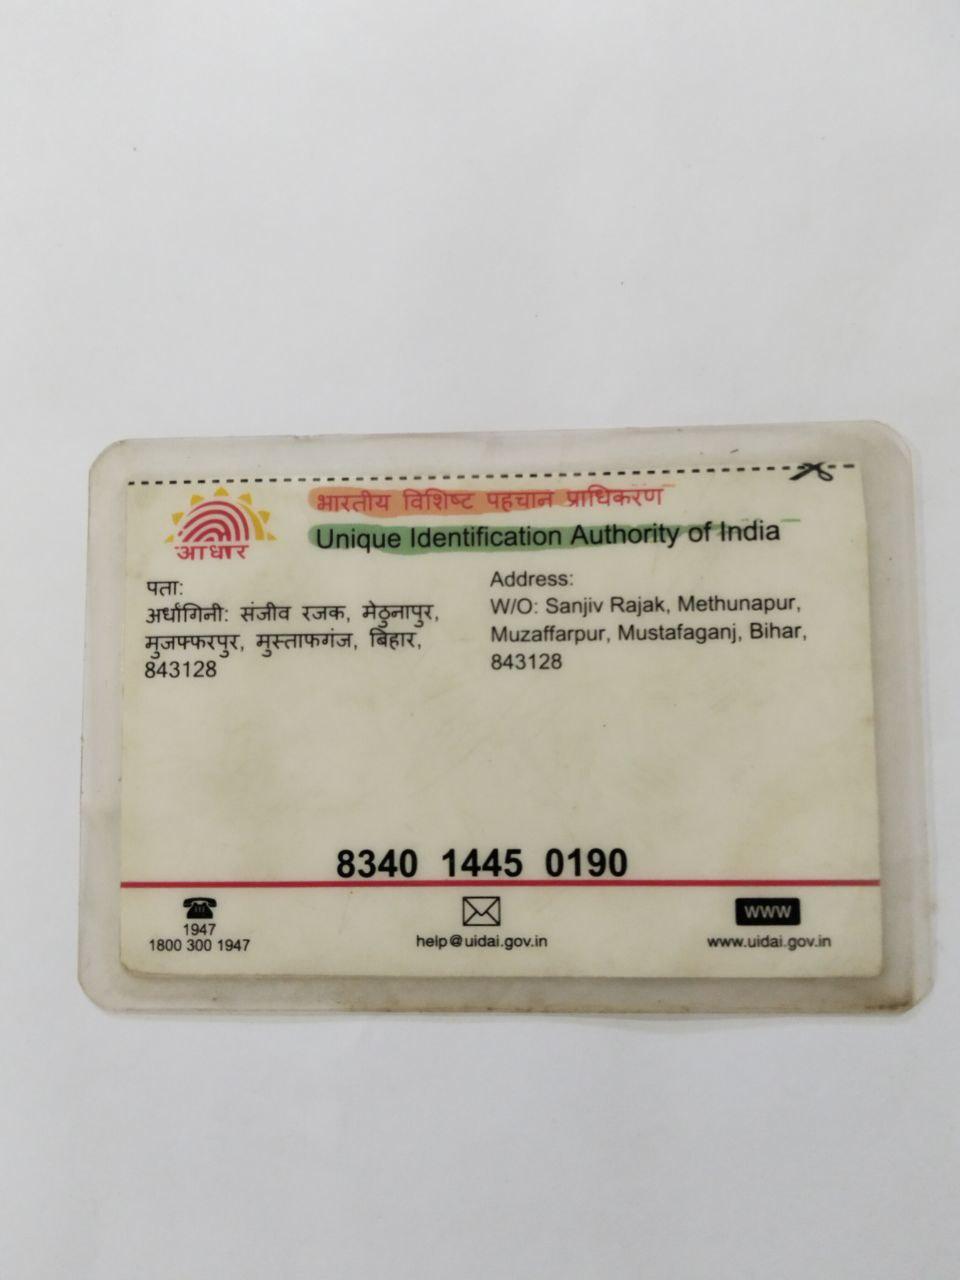 भारतीय विशिष्ट पहचान प्राधिकरण
Unique Identification Authority of India
आधार
पता:
अर्धांगिनी: संजीव रजक, मेठुनापुर,
मुजफ्फरपुर, मुस्ताफगंज, बिहार,
843128
Address:
W/O: Sanjiv Rajak, Methunapur,
Muzaffarpur, Mustafaganj, Bihar,
843128
8340 1445 0190
1947
1800 300 1947
help@uidai.gov.in
www
www.uidai.gov.in